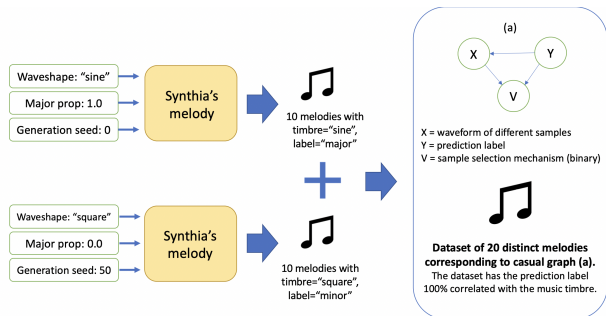 Waveshape: “sine”
Major prop: 1.0
Generation seed: 0
Synthia’s
melody
10 melodies with
timbre=“sine”,
label=“major”
Waveshape: “square”
Major prop: 0.0
Generation seed: 50
Synthia’s
melody
10 melodies with
timbre=“square”,
label=“minor”
(a)
X
Y
V
X = waveform of different samples
Y = prediction label
V = sample selection mechanism (binary)
Dataset of 20 distinct melodies
corresponding to casual graph (a).
The dataset has the prediction label
100% correlated with the music timbre.